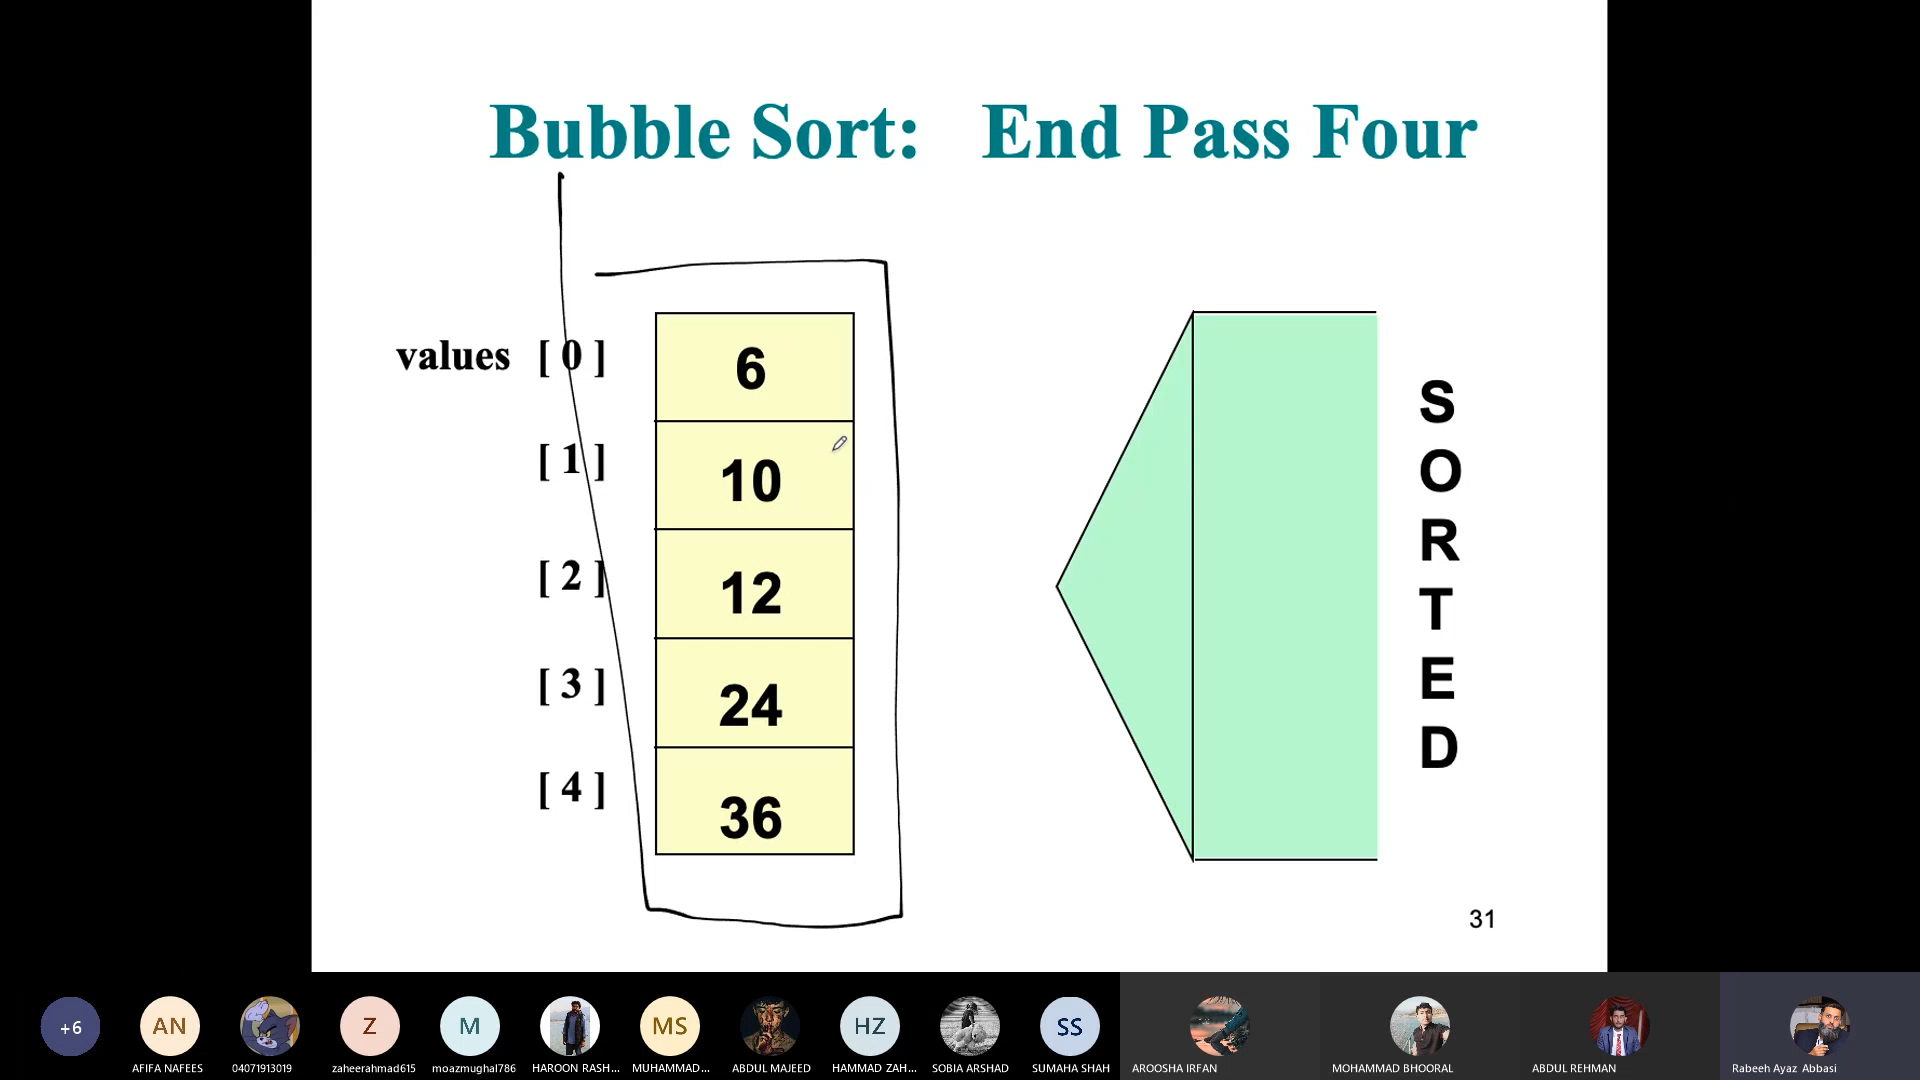 Bubble Sort: End Pass Four
values [ 0 ] 6
[ 1 ] 10
[ 2 ] 12
[ 3 ] 24
[ 4 ] 36
S
O
R
T
E
D
31
+6 AN Z M MS HZ SS
AFIFA NAFEES 04071913019 zaheerahmad615 moazmughal786 HAROON RASH... MUHAMMAD... ABDUL MAJEED HAMMAD ZAH... SOBIA ARSHAD SUMAHA SHAH AROOSHA IRFAN MOHAMMAD BHOORAL ABDUL REHMAN Rabeeh Ayaz Abbasi